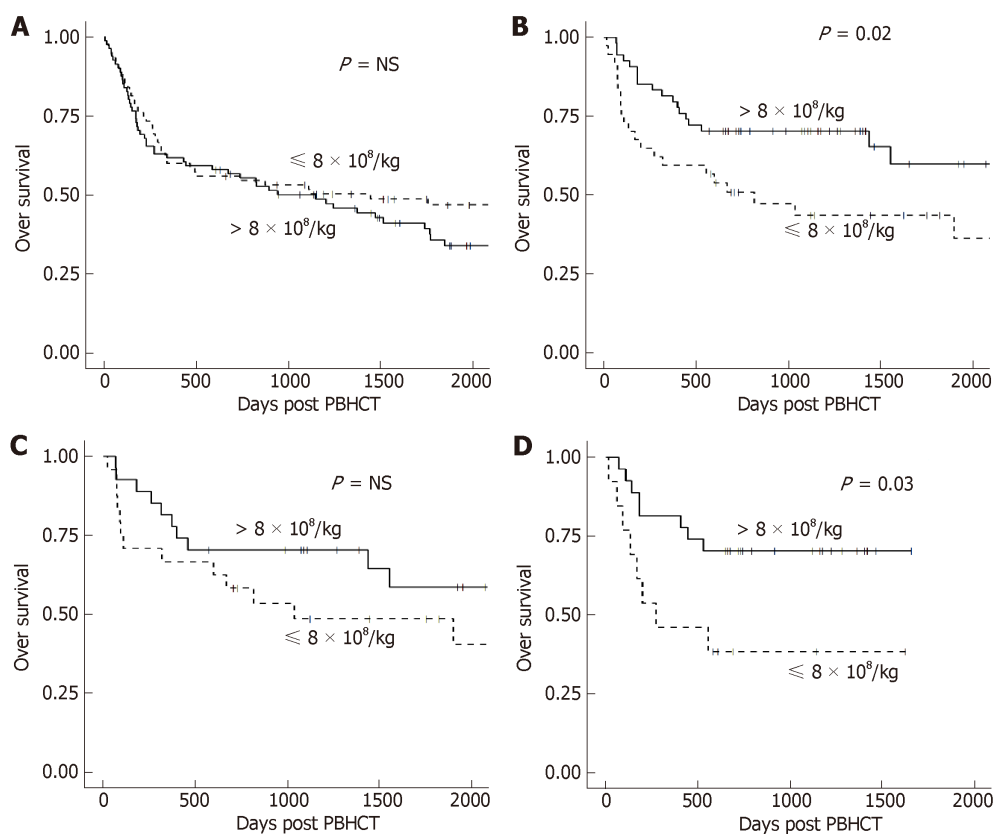 A
1.00
0.75
0.50
0.25
0.00
Over survival
P = NS
⩽ 8 × 10⁸/kg
> 8 × 10⁸/kg
0 500 1000 1500 2000
Days post PBHCT
B
1.00
0.75
0.50
0.25
0.00
Over survival
P = 0.02
> 8 × 10⁸/kg
⩽ 8 × 10⁸/kg
0 500 1000 1500 2000
Days post PBHCT
C
1.00
0.75
0.50
0.25
0.00
Over survival
P = NS
> 8 × 10⁸/kg
⩽ 8 × 10⁸/kg
0 500 1000 1500 2000
Days post PBHCT
D
1.00
0.75
0.50
0.25
0.00
Over survival
P = 0.03
> 8 × 10⁸/kg
⩽ 8 × 10⁸/kg
0 500 1000 1500 2000
Days post PBHCT